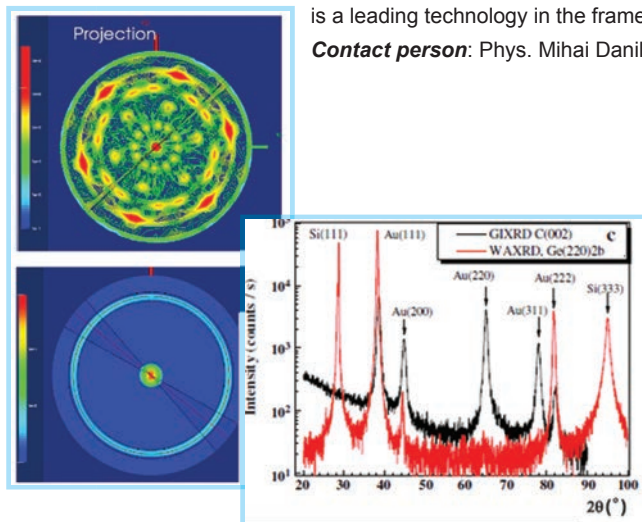 Projection
is a leading technology in the frame
Contact person: Phys. Mihai Danil
c
GIXRD C(002)
WAXRD, Ge(220)2b
Si(111)
Au(111)
Au(200)
Au(220)
Au(311)
Au(222)
Si(333)
Intensity (counts / s)
10⁵
10⁴
10³
10²
10¹
20 30 40 50 60 70 80 90 100
2θ(°)